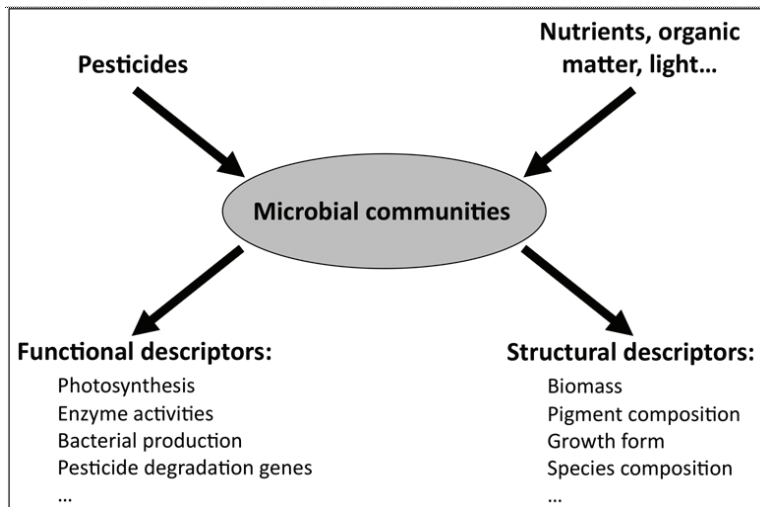 Pesticides
Nutrients, organic
matter, light...
Microbial communities
Functional descriptors:
Photosynthesis
Enzyme activities
Bacterial production
Pesticide degradation genes
...
Structural descriptors:
Biomass
Pigment composition
Growth form
Species composition
...